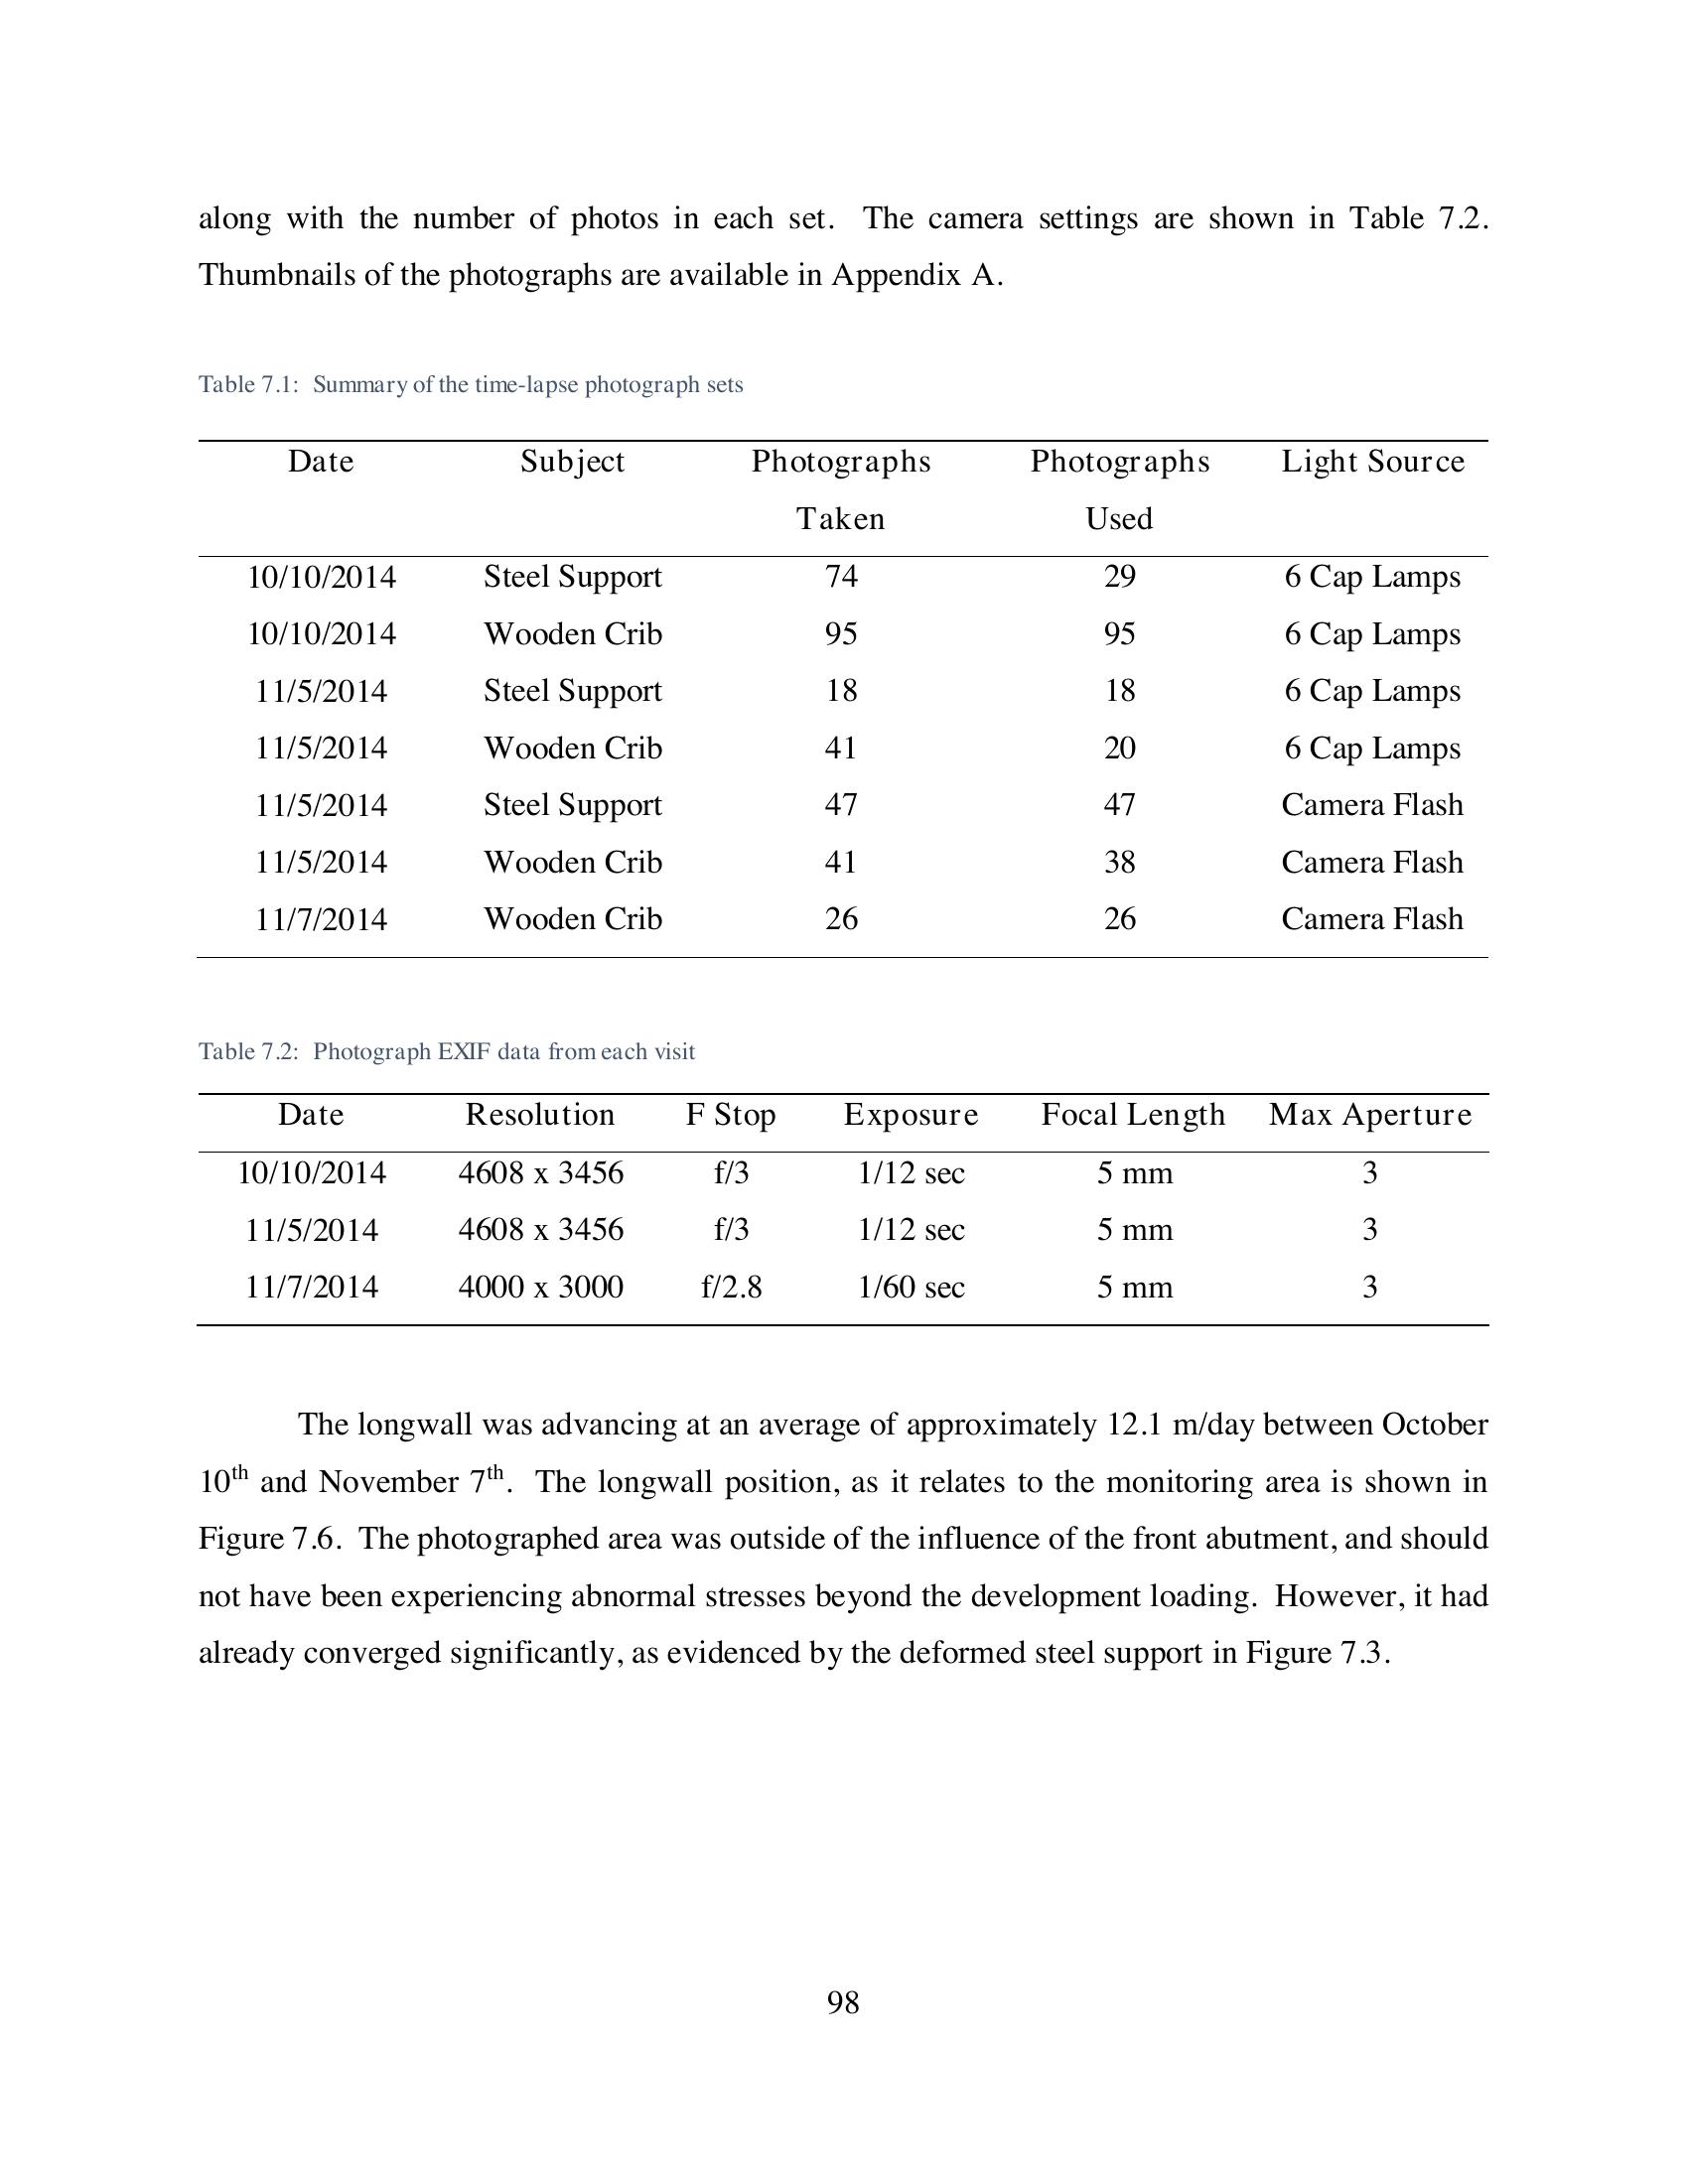 along with the number of photos in each set. The camera settings are shown in Table 7.2.
Thumbnails of the photographs are available in Appendix A.
Table 7.1: Summary of the time-lapse photograph sets
Date Subject Photographs Photographs Light Source
Taken Used
10/10/2014 Steel Support 74 29 6 Cap Lamps
10/10/2014 Wooden Crib 95 95 6 Cap Lamps
11/5/2014 Steel Support 18 18 6 Cap Lamps
11/5/2014 Wooden Crib 41 20 6 Cap Lamps
11/5/2014 Steel Support 47 47 Camera Flash
11/5/2014 Wooden Crib 41 38 Camera Flash
11/7/2014 Wooden Crib 26 26 Camera Flash
Table 7.2: Photograph EXIF data from each visit
Date Resolution F Stop Exposure Focal Length Max Aperture
10/10/2014 4608 x 3456 f/3 1/12 sec 5 mm 3
11/5/2014 4608 x 3456 f/3 1/12 sec 5 mm 3
11/7/2014 4000 x 3000 f/2.8 1/60 sec 5 mm 3
The longwall was advancing at an average of approximately 12.1 m/day between October
10th and November 7th. The longwall position, as it relates to the monitoring area is shown in
Figure 7.6. The photographed area was outside of the influence of the front abutment, and should
not have been experiencing abnormal stresses beyond the development loading. However, it had
already converged significantly, as evidenced by the deformed steel support in Figure 7.3.
98